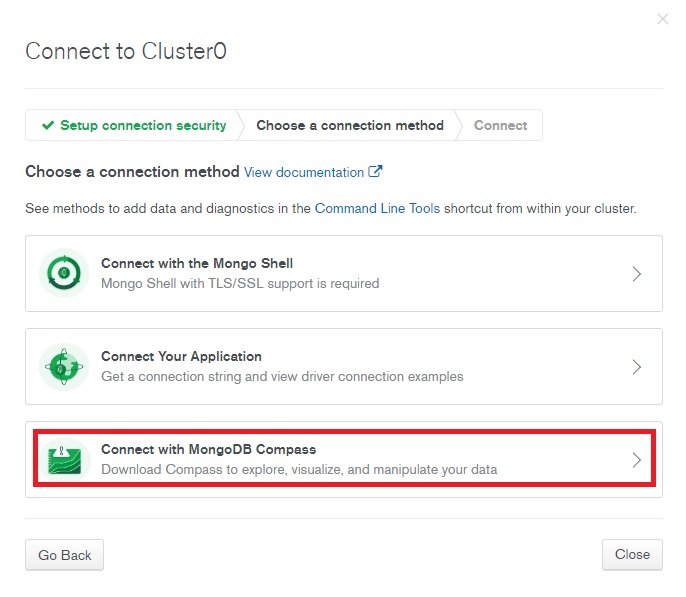 Connect to Cluster0
Setup connection security
Choose a connection method
Connect
Choose a connection method View documentation
See methods to add data and diagnostics in the Command Line Tools shortcut from within your cluster.
Connect with the Mongo Shell
Mongo Shell with TLS/SSL support is required
Connect Your Application
Get a connection string and view driver connection examples
Connect with MongoDB Compass
Download Compass to explore, visualize, and manipulate your data
Go Back
Close